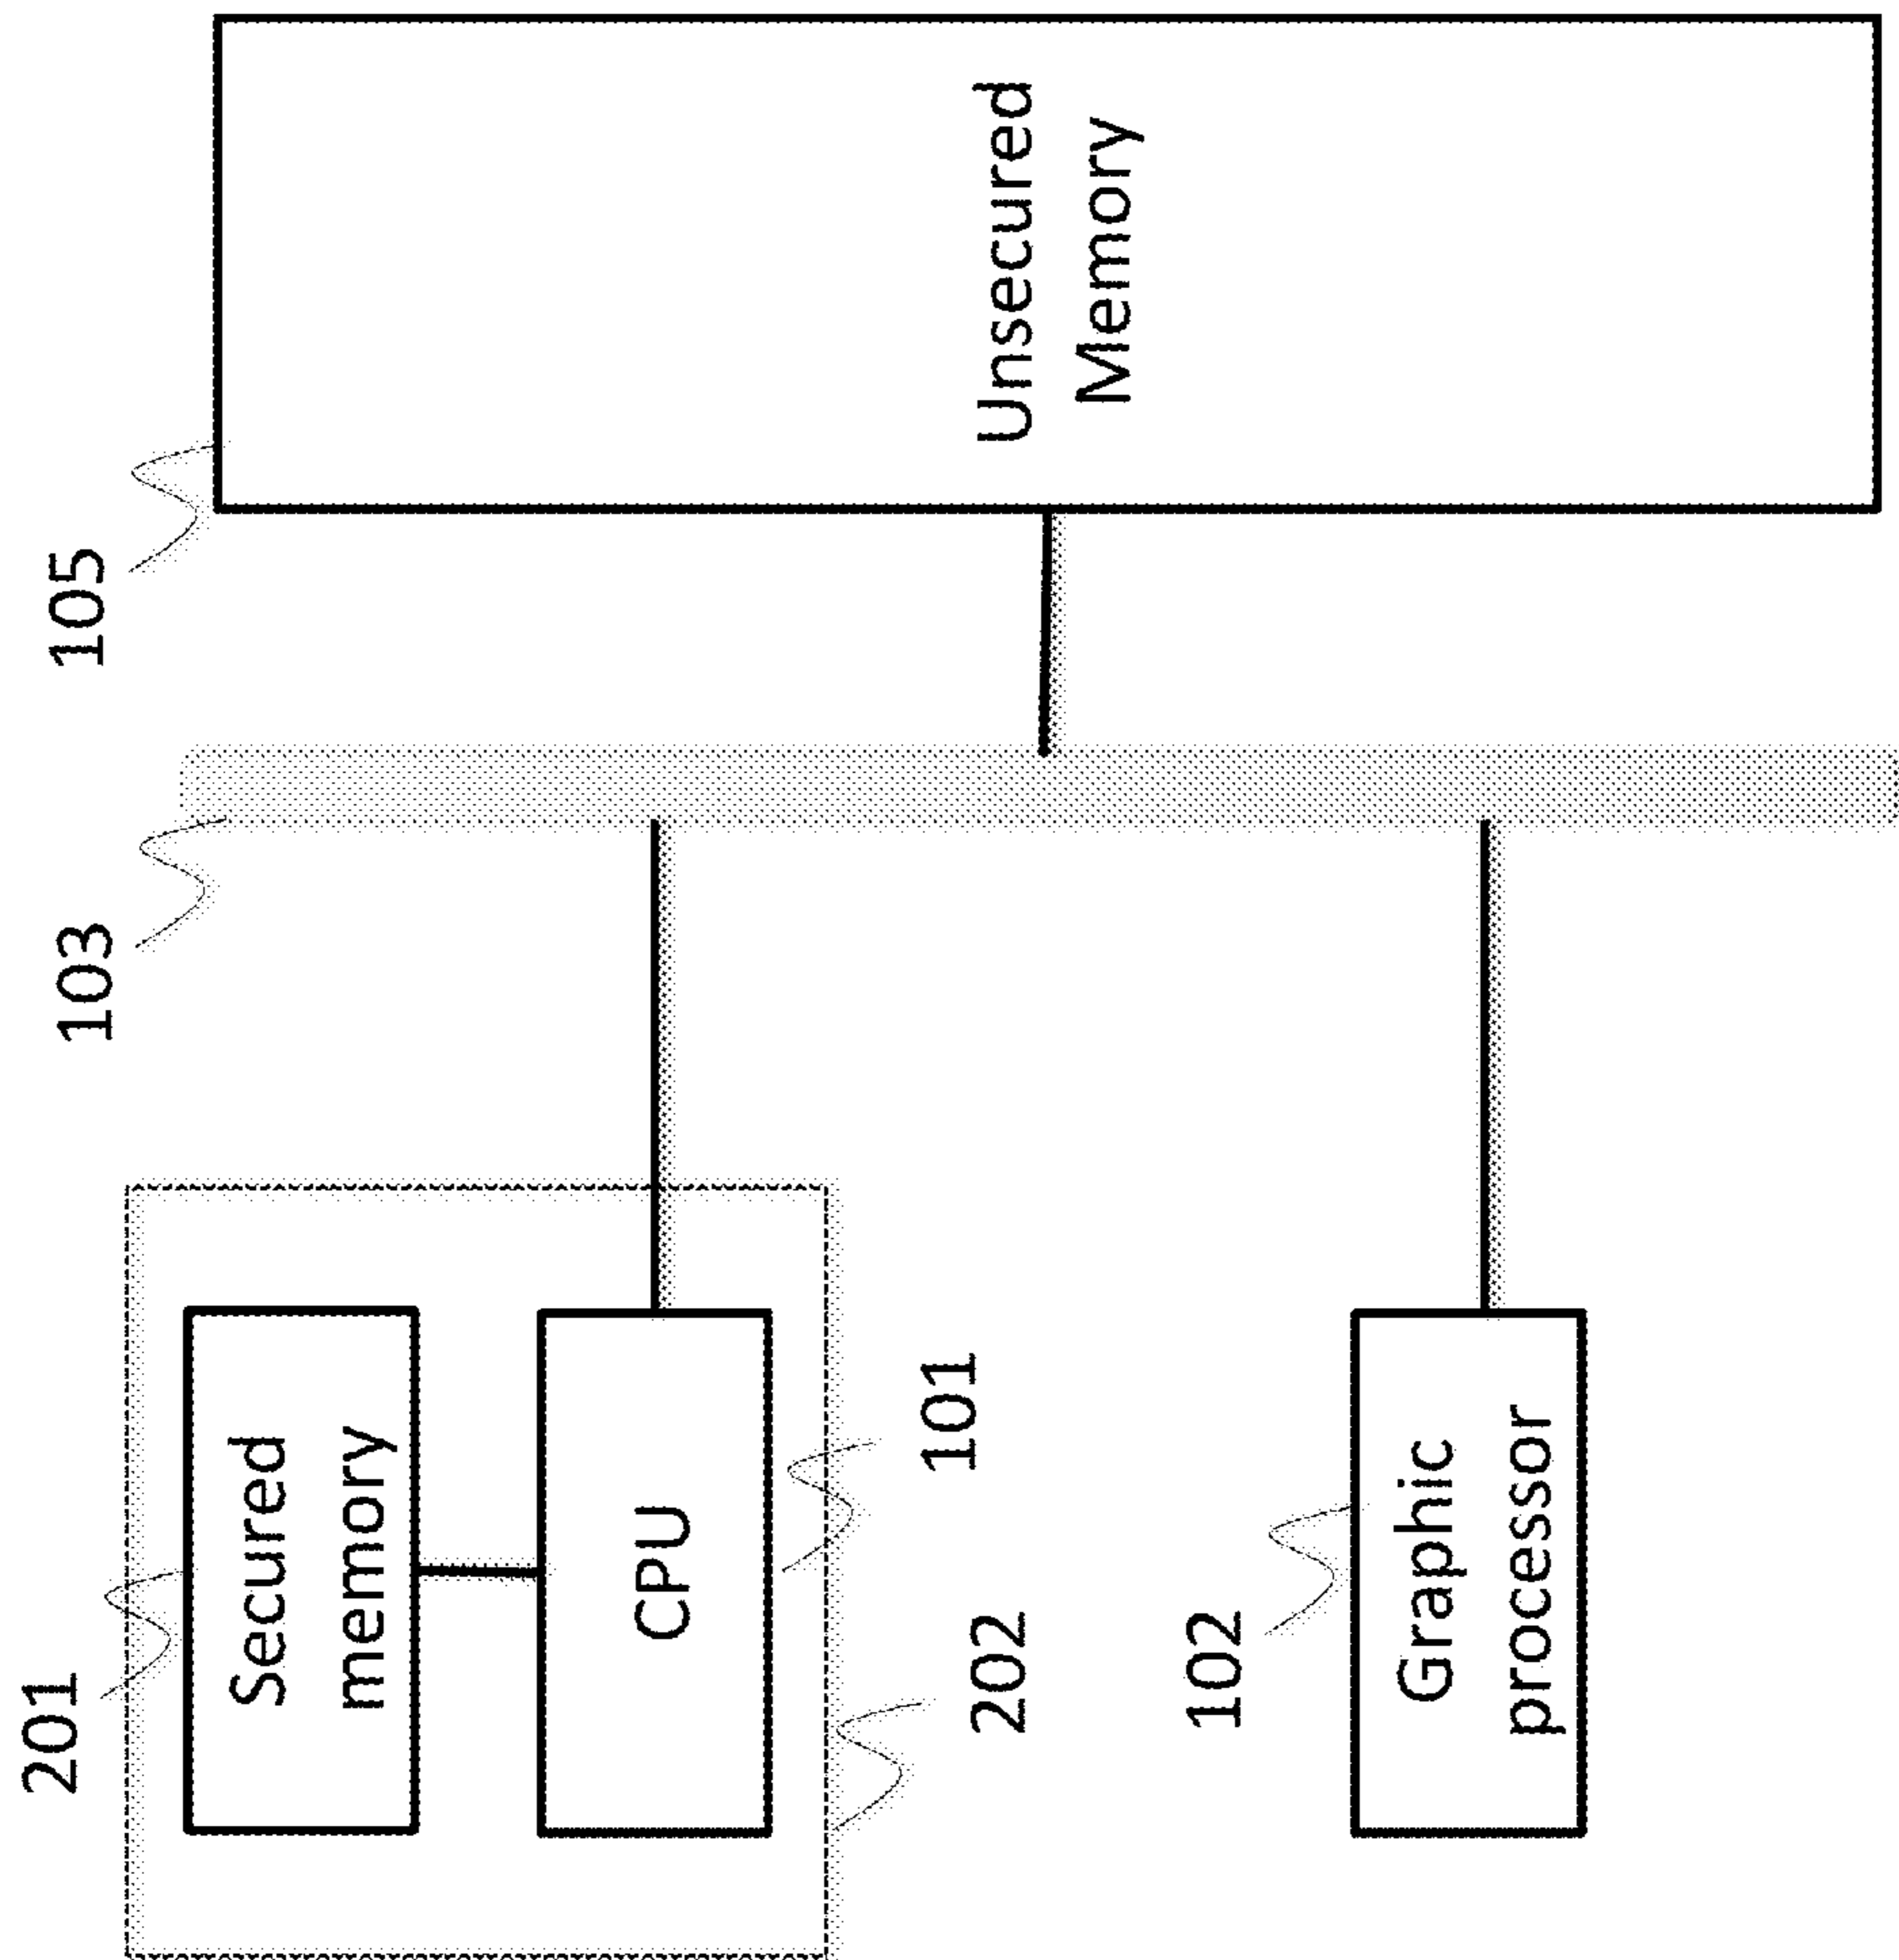 201
Secured
memory
CPU
101
202
102
Graphic
processor
103
105
Unsecured
Memory